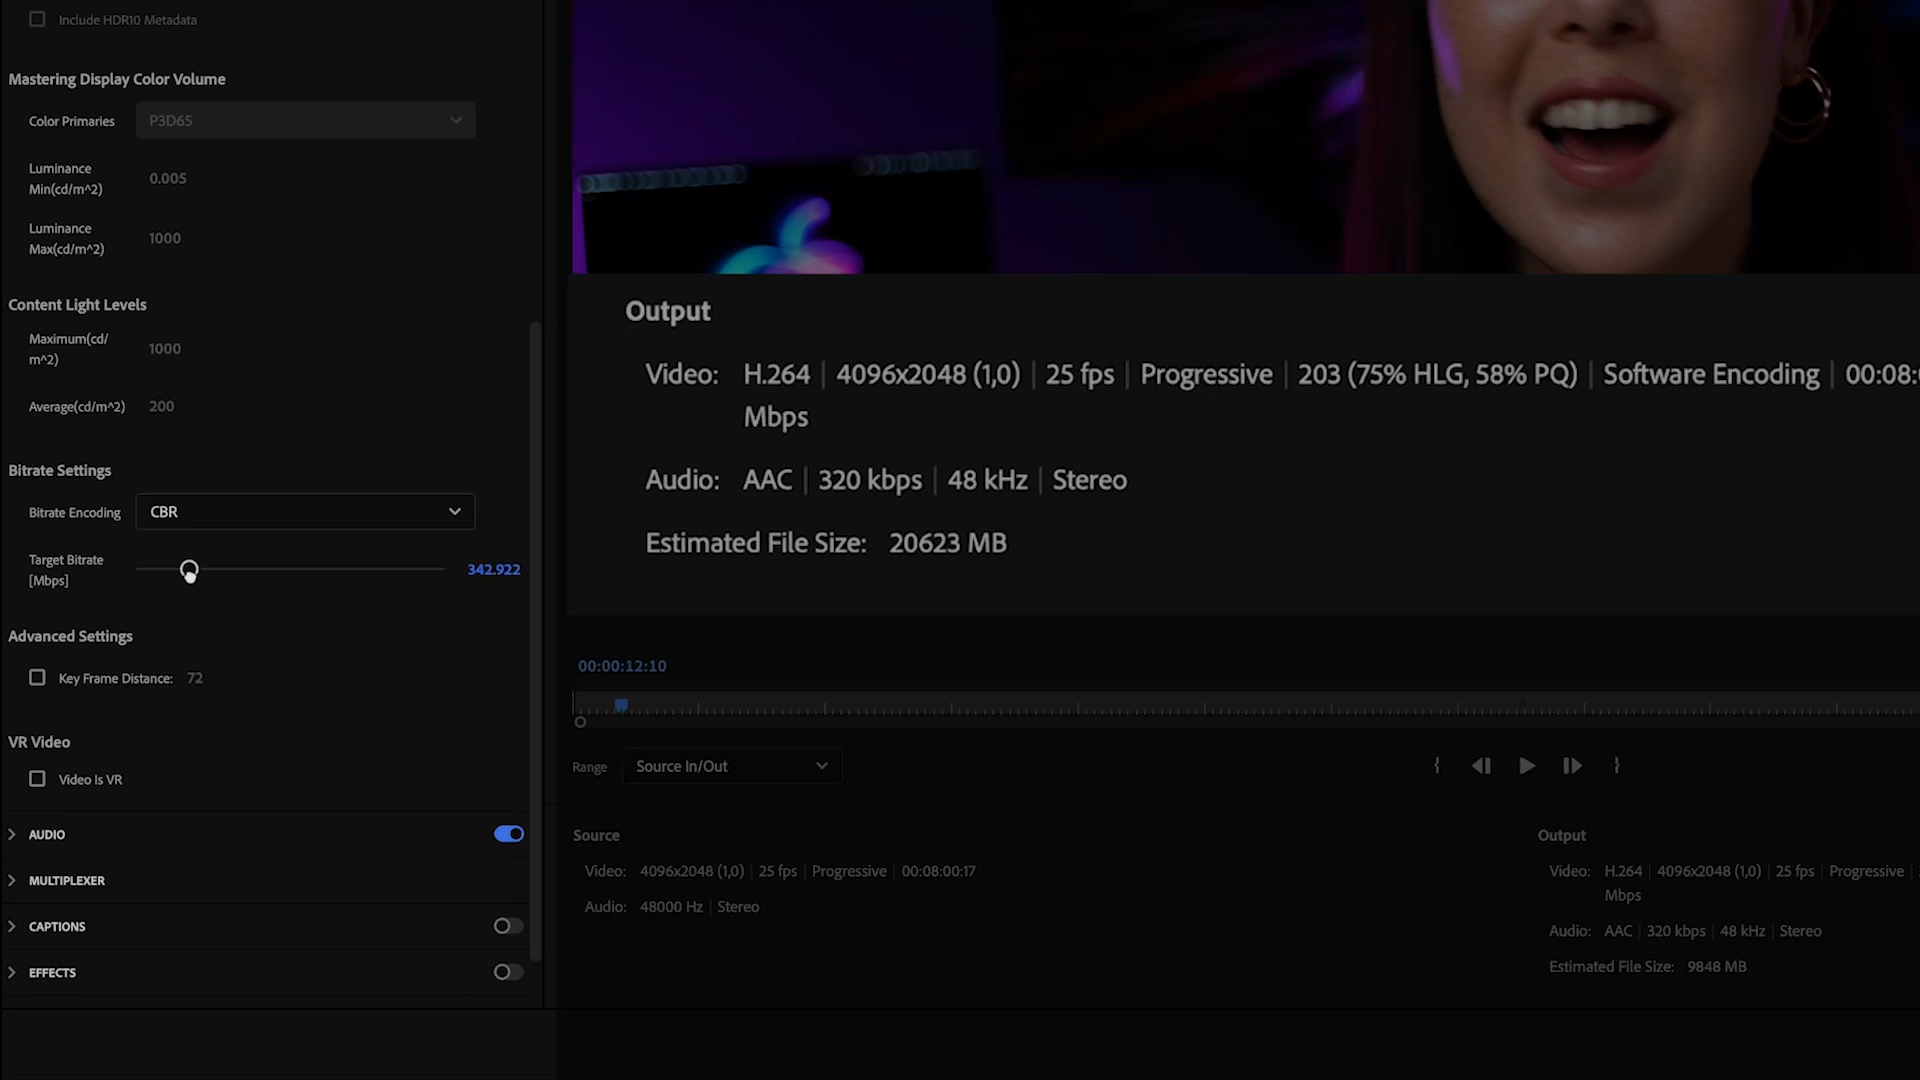 Include HDR10 Metadata
Mastering Display Color Volume
Color Primaries P3D65
Luminance
Min(cd/m^2) 0.005
Luminance
Max(cd/m^2) 1000
Content Light Levels
Maximum(cd/
m^2) 1000
Average(cd/m^2) 200
Bitrate Settings
Bitrate Encoding CBR
Target Bitrate
[Mbps] 342.922
Advanced Settings
Key Frame Distance: 72
VR Video
Video Is VR
AUDIO
MULTIPLEXER
CAPTIONS
EFFECTS
Output
Video: H.264 | 4096x2048 (1,0) | 25 fps | Progressive | 203 (75% HLG, 58% PQ) | Software Encoding | 00:08:
Mbps
Audio: AAC | 320 kbps | 48 kHz | Stereo
Estimated File Size: 20623 MB
00:00:12:10
Range Source In/Out
Source
Video: 4096x2048 (1,0) | 25 fps | Progressive | 00:08:00:17
Audio: 48000 Hz | Stereo
Output
Video: H.264 | 4096x2048 (1,0) | 25 fps | Progressive |
Mbps
Audio: AAC | 320 kbps | 48 kHz | Stereo
Estimated File Size: 9848 MB